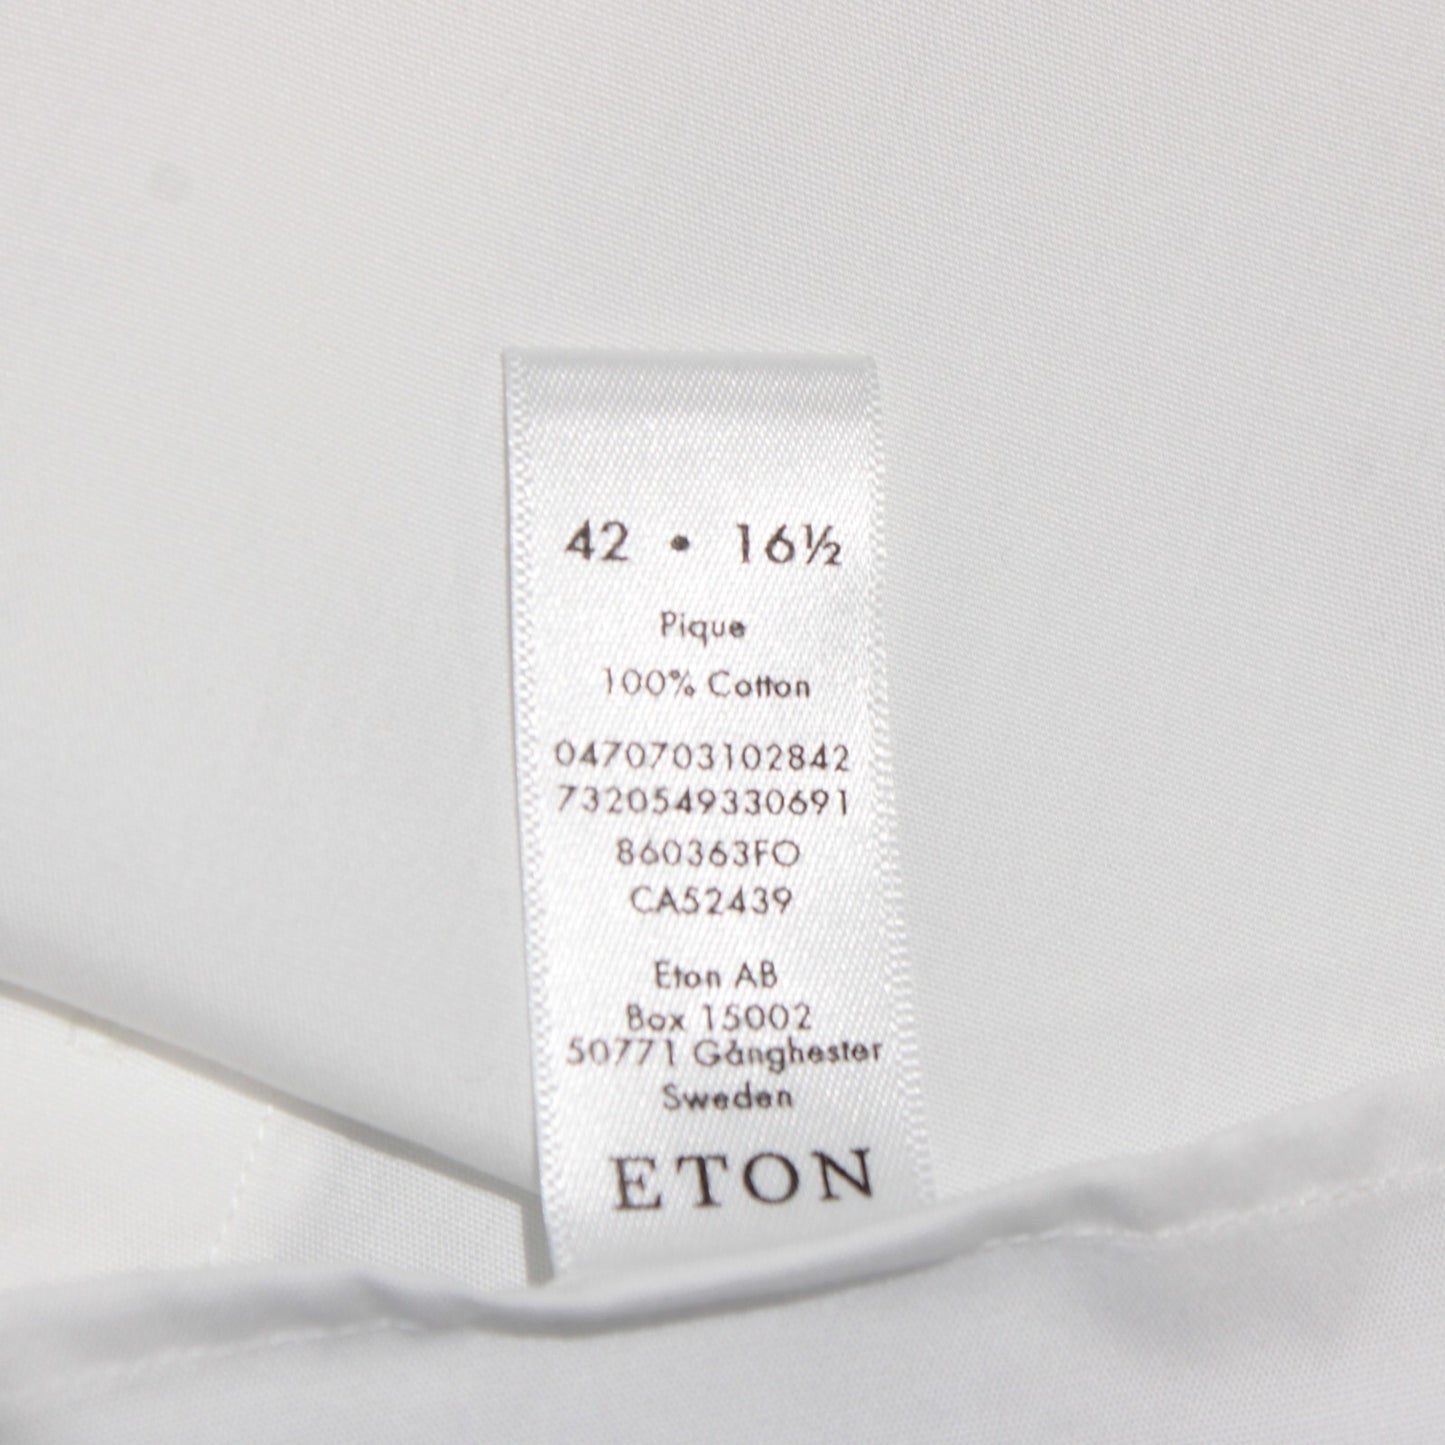 42 • 16½
Pique
100% Cotton
0470703102842
7320549330691
860363FO
CA52439
Eton AB
Box 15002
50771 Gånghester
Sweden
ETON